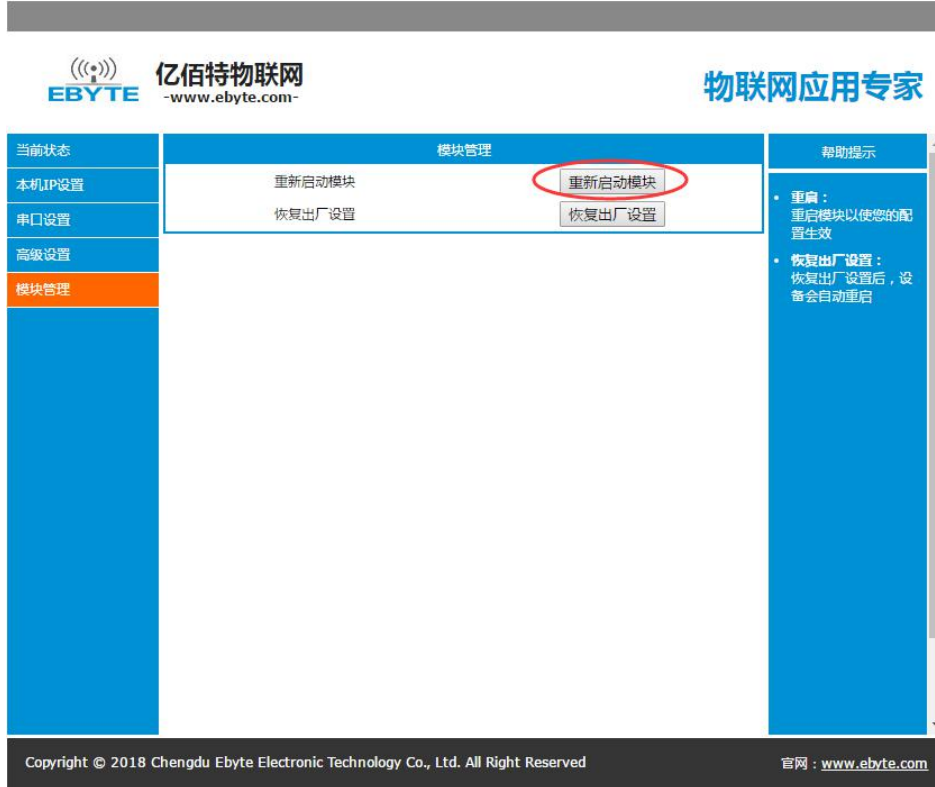 EBYTE
亿佰特物联网
-www.ebyte.com-
物联网应用专家
当前状态
本机IP设置
串口设置
高级设置
模块管理
模块管理
重新启动模块 重新启动模块
恢复出厂设置 恢复出厂设置
帮助提示
• 重启：
重启模块以使您的配
置生效
• 恢复出厂设置：
恢复出厂设置后，设
备会自动重启
Copyright © 2018 Chengdu Ebyte Electronic Technology Co., Ltd. All Right Reserved
官网：www.ebyte.com